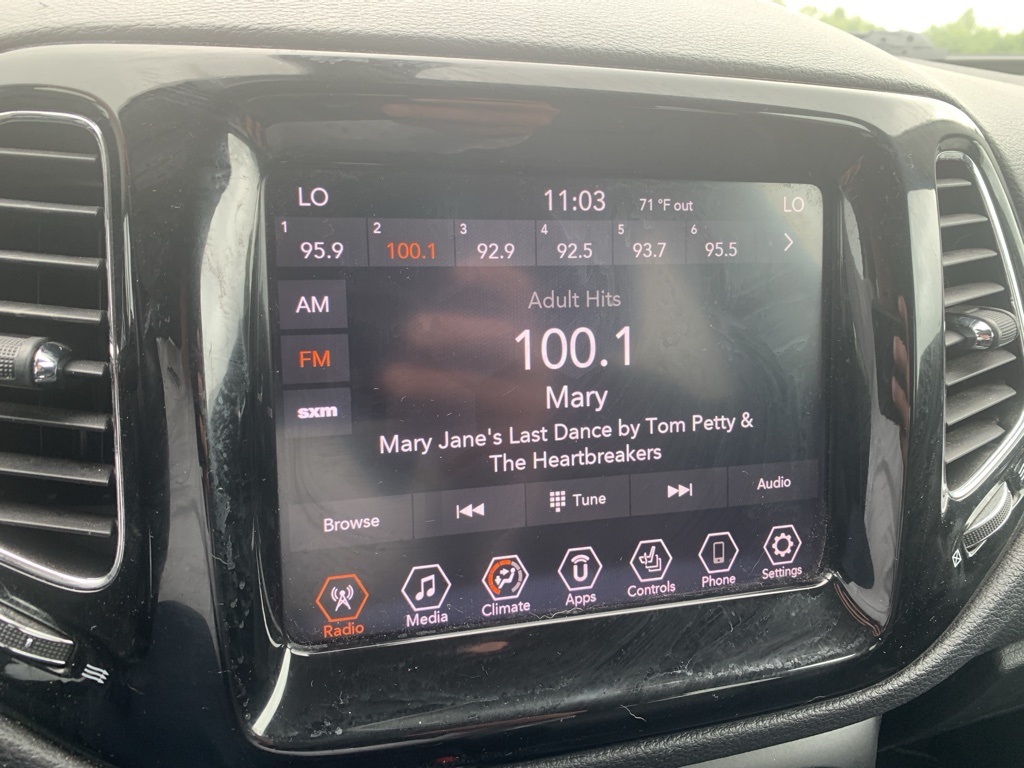 LO 11:03 71 °F out LO
1 2 3 4 5 6
95.9 100.1 92.9 92.5 93.7 95.5
AM
FM
sxm
Adult Hits
100.1
Mary
Mary Jane's Last Dance by Tom Petty &
The Heartbreakers
Browse Tune Audio
Radio Media Climate Apps Controls Phone Settings